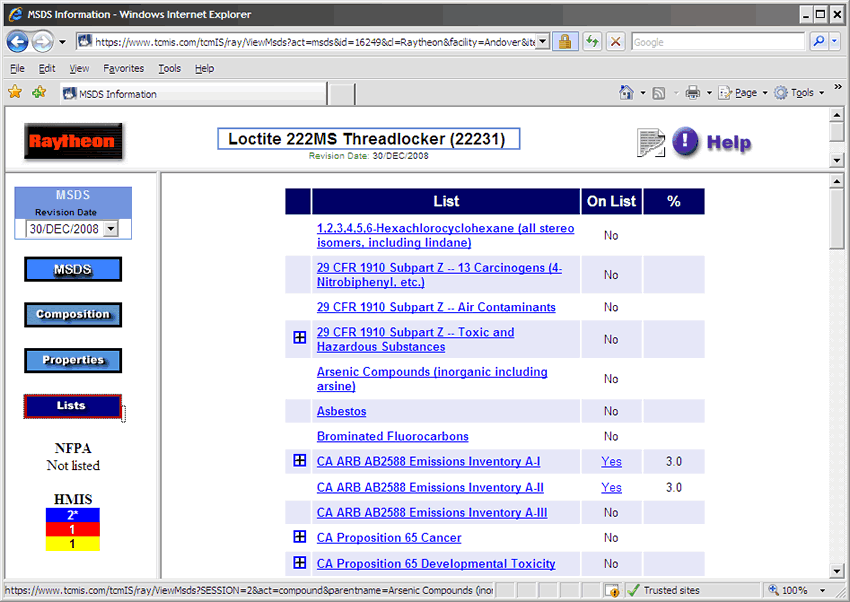 MSDS Information - Windows Internet Explorer
https://www.tcmis.com/tcmIS/ray/ViewMsds?act=msds&id=16249&cl=Raytheon&facility=Andover&ite
Google
File Edit View Favorites Tools Help
MSDS Information
Page Tools »
Raytheon
Loctite 222MS Threadlocker (22231)
Revision Date: 30/DEC/2008
Help
MSDS
Revision Date
30/DEC/2008
MSDS
Composition
Properties
Lists
NFPA
Not listed
HMIS
2*
1
1
List On List %
1,2,3,4,5,6-Hexachlorocyclohexane (all stereo
isomers, including lindane) No
29 CFR 1910 Subpart Z -- 13 Carcinogens (4-
Nitrobiphenyl, etc.) No
29 CFR 1910 Subpart Z -- Air Contaminants No
29 CFR 1910 Subpart Z -- Toxic and
Hazardous Substances No
Arsenic Compounds (inorganic including
arsine) No
Asbestos No
Brominated Fluorocarbons No
CA ARB AB2588 Emissions Inventory A-I Yes 3.0
CA ARB AB2588 Emissions Inventory A-II Yes 3.0
CA ARB AB2588 Emissions Inventory A-III No
CA Proposition 65 Cancer No
CA Proposition 65 Developmental Toxicity No
https://www.tcmis.com/tcmIS/ray/ViewMsds?SESSION=2&act=compound&parentname=Arsenic Compounds (inor
Trusted sites 100%